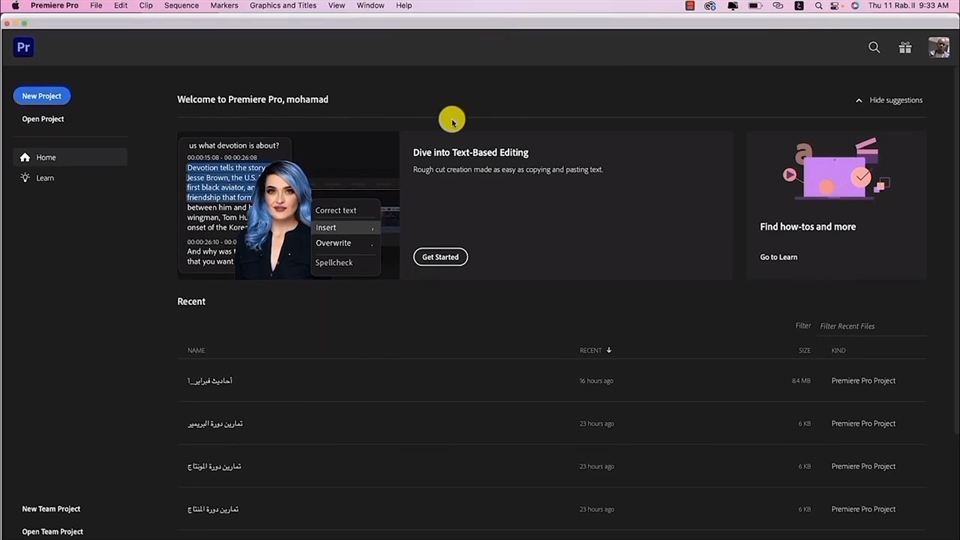 Premiere Pro File Edit Clip Sequence Markers Graphics and Titles View Window Help Thu 11 Rab. II 9:33 AM
Pr
New Project
Open Project
Home
Learn
New Team Project
Open Team Project
Welcome to Premiere Pro, mohamad
Hide suggestions
us what devotion is about?
00:00:15:08 - 00:00:26:08
Devotion tells the story
Jesse Brown, the U.S.
first black aviator, an
friendship that for
between him and h
wingman, Tom Hu
onset of the Kore
00:00:26:10 - 00:0
And why was
that you want
Correct text
Insert ,
Overwrite .
Spellcheck
Dive into Text-Based Editing
Rough cut creation made as easy as copying and pasting text.
Get Started
Find how-tos and more
Go to Learn
Recent
Filter Filter Recent Files
NAME RECENT SIZE KIND
أحاديث فبراير_١ 16 hours ago 84 MB Premiere Pro Project
تمارين دورة البريمير 23 hours ago 6 KB Premiere Pro Project
تمارين دورة المونتاج 23 hours ago 6 KB Premiere Pro Project
تمارين دورة المنتاج 23 hours ago 6 KB Premiere Pro Project